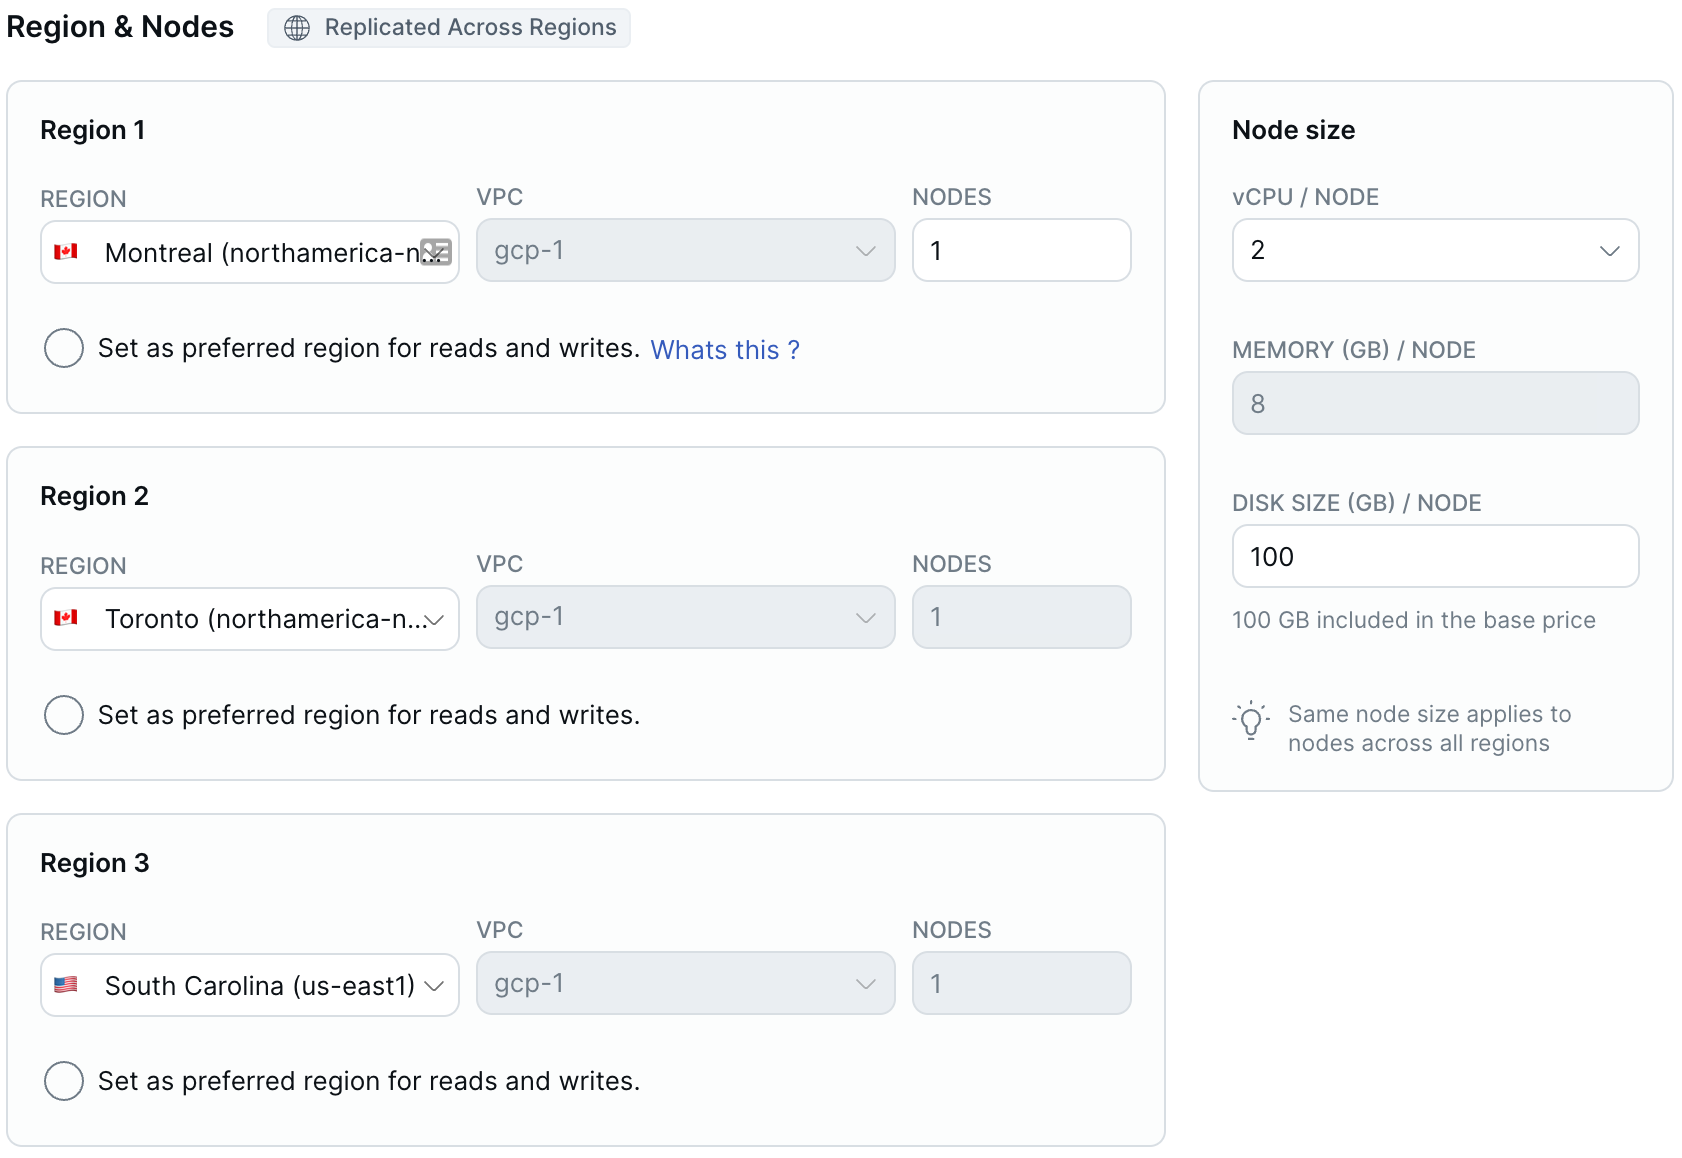 Region & Nodes
Replicated Across Regions
Region 1
REGION
VPC
NODES
Montreal (northamerica-n...
gcp-1
1
Set as preferred region for reads and writes. Whats this ?
Region 2
REGION
VPC
NODES
Toronto (northamerica-n...
gcp-1
1
Set as preferred region for reads and writes.
Region 3
REGION
VPC
NODES
South Carolina (us-east1)
gcp-1
1
Set as preferred region for reads and writes.
Node size
vCPU / NODE
2
MEMORY (GB) / NODE
8
DISK SIZE (GB) / NODE
100
100 GB included in the base price
Same node size applies to
nodes across all regions